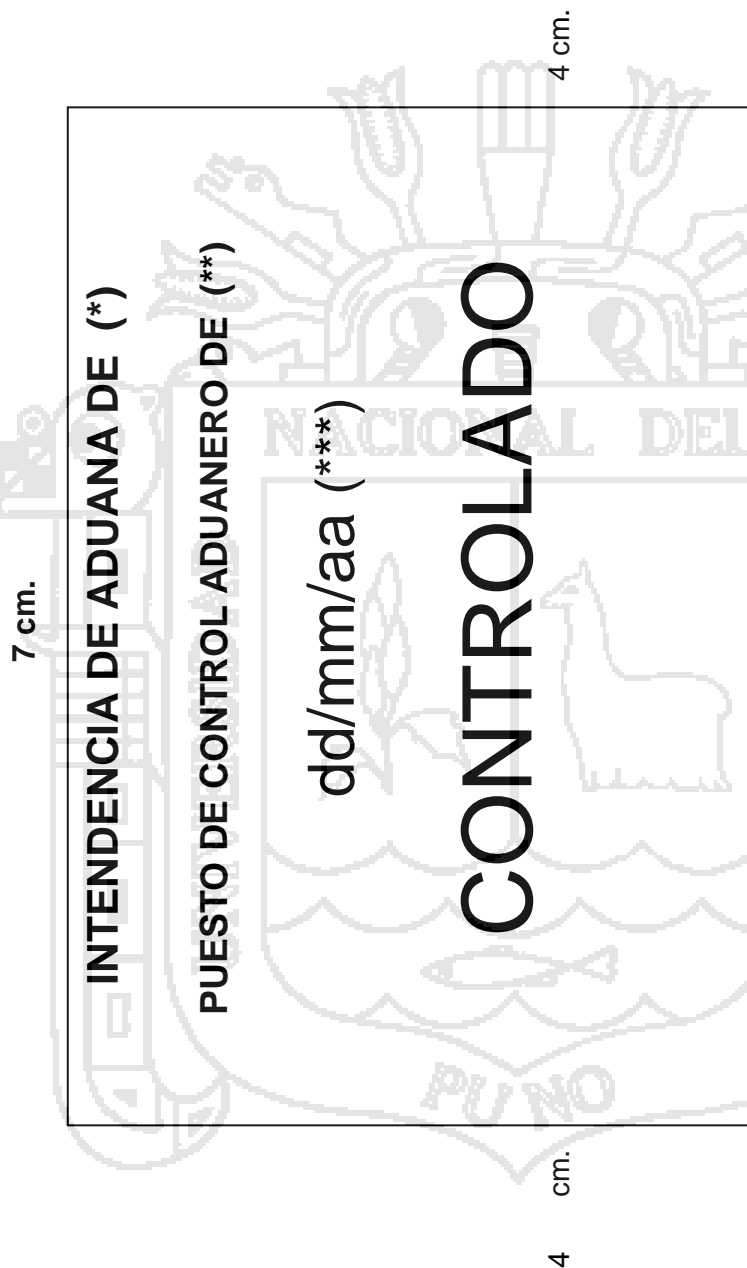 7 cm.
INTENDENCIA DE ADUANA DE (*)
PUESTO DE CONTROL ADUANERO DE (**)
dd/mm/aa (***)
CONTROLADO
4 cm.
4 cm.
NACIONAL DEL
PUNO